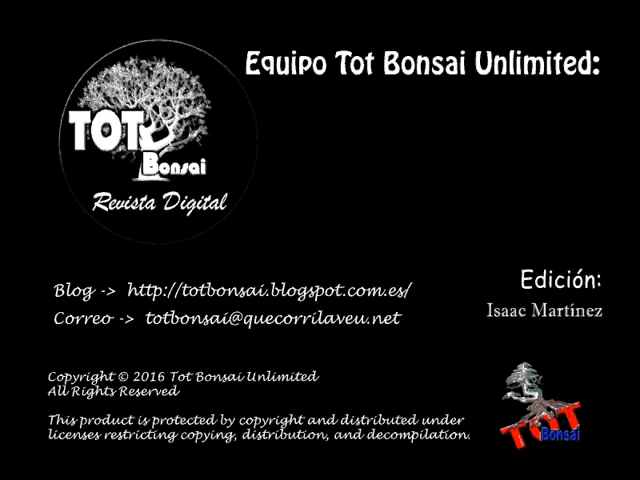 Equipo Tot Bonsai Unlimited:
TOT
Bonsai
Revista Digital
Edición:
Isaac Martínez
Blog -> http://totbonsai.blogspot.com.es/
Correo -> totbonsai@quecorrilaveu.net
Copyright © 2016 Tot Bonsai Unlimited
All Rights Reserved
This product is protected by copyright and distributed under
licenses restricting copying, distribution, and decompilation.
TOT
Bonsai